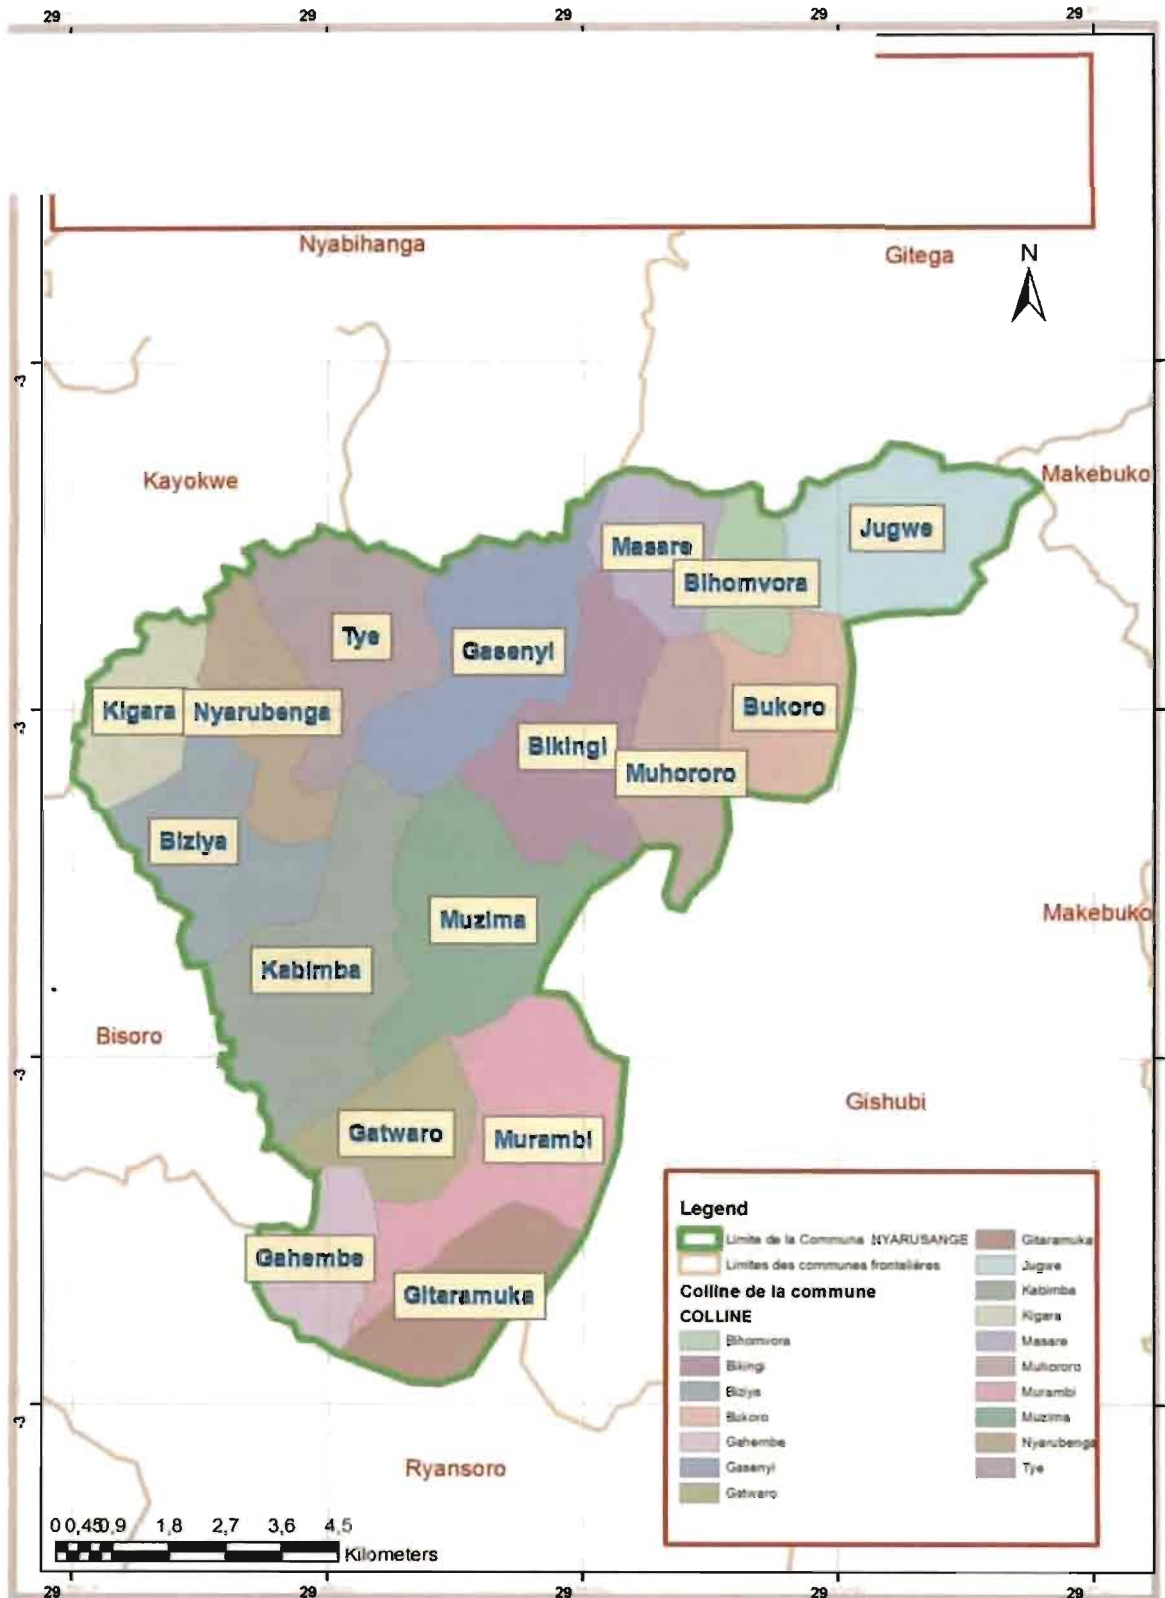 29 29 29 29 29
Nyabihanga
Gitega
N
-3
Kayokwe
Makebuko
Jugwe
Masare
Bihomvora
Tye
Gasenyi
Kigara
Nyarubenga
Bukoro
-3
Bikingi
Muhororo
Biziya
Muzima
Makebuko
Kabimba
Bisoro
-3
Gishubi
Gatwaro
Murambi
Gahembe
Gitaramuka
-3
Ryansoro
Legend
Limite de la Commune NYARUSANGE
Limites des communes frontalières
Colline de la commune
COLLINE
Bihomvora
Bikingi
Biziya
Bukoro
Gahembe
Gasenyi
Gatwaro
Gitaramuka
Jugwe
Kabimba
Kigara
Masare
Muhororo
Murambi
Muzima
Nyarubenga
Tye
0 0,45 0,9 1,8 2,7 3,6 4,5
Kilometers
29 29 29 29 29